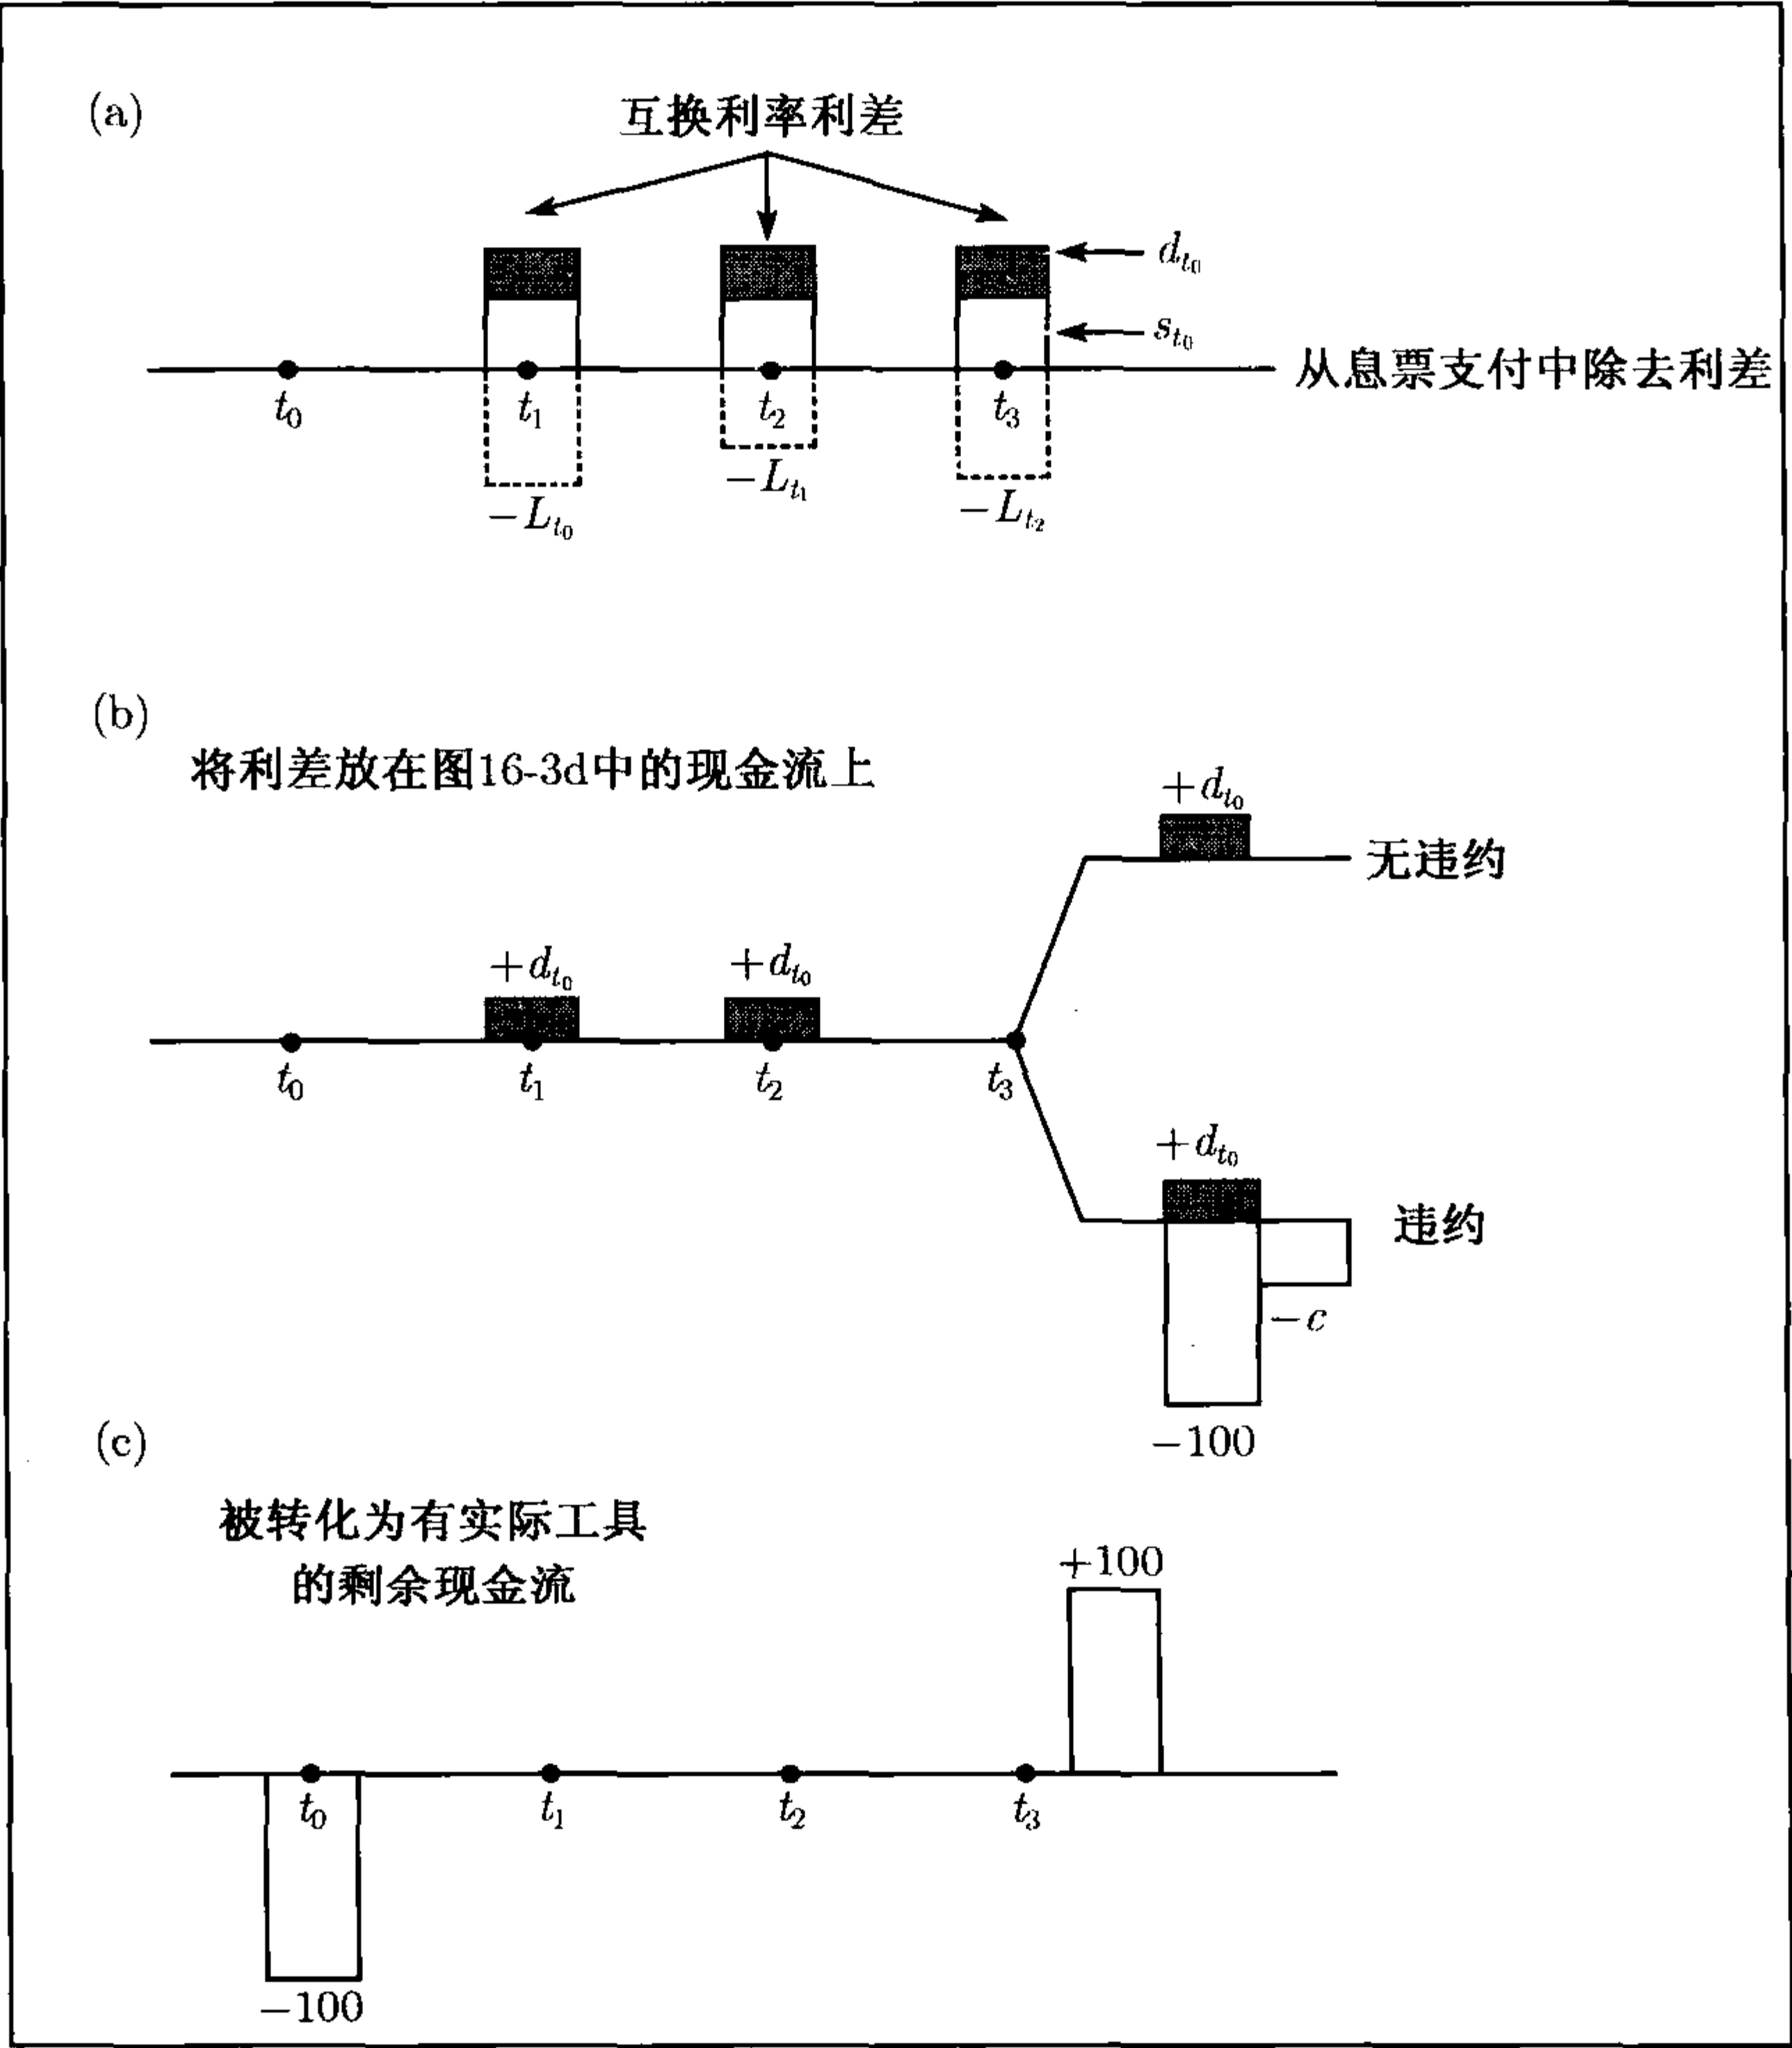 (a)
互换利率利差
d_{t_0}
s_{t_0}
从息票支付中除去利差
t_0 t_1 t_2 t_3
−L_{t_0} −L_{t_1} −L_{t_2}
(b)
将利差放在图16-3d中的现金流上
+d_{t_0}
无违约
+d_{t_0} +d_{t_0}
t_0 t_1 t_2 t_3
+d_{t_0}
违约
−c
−100
(c)
被转化为有实际工具
的剩余现金流
+100
t_0 t_1 t_2 t_3
−100